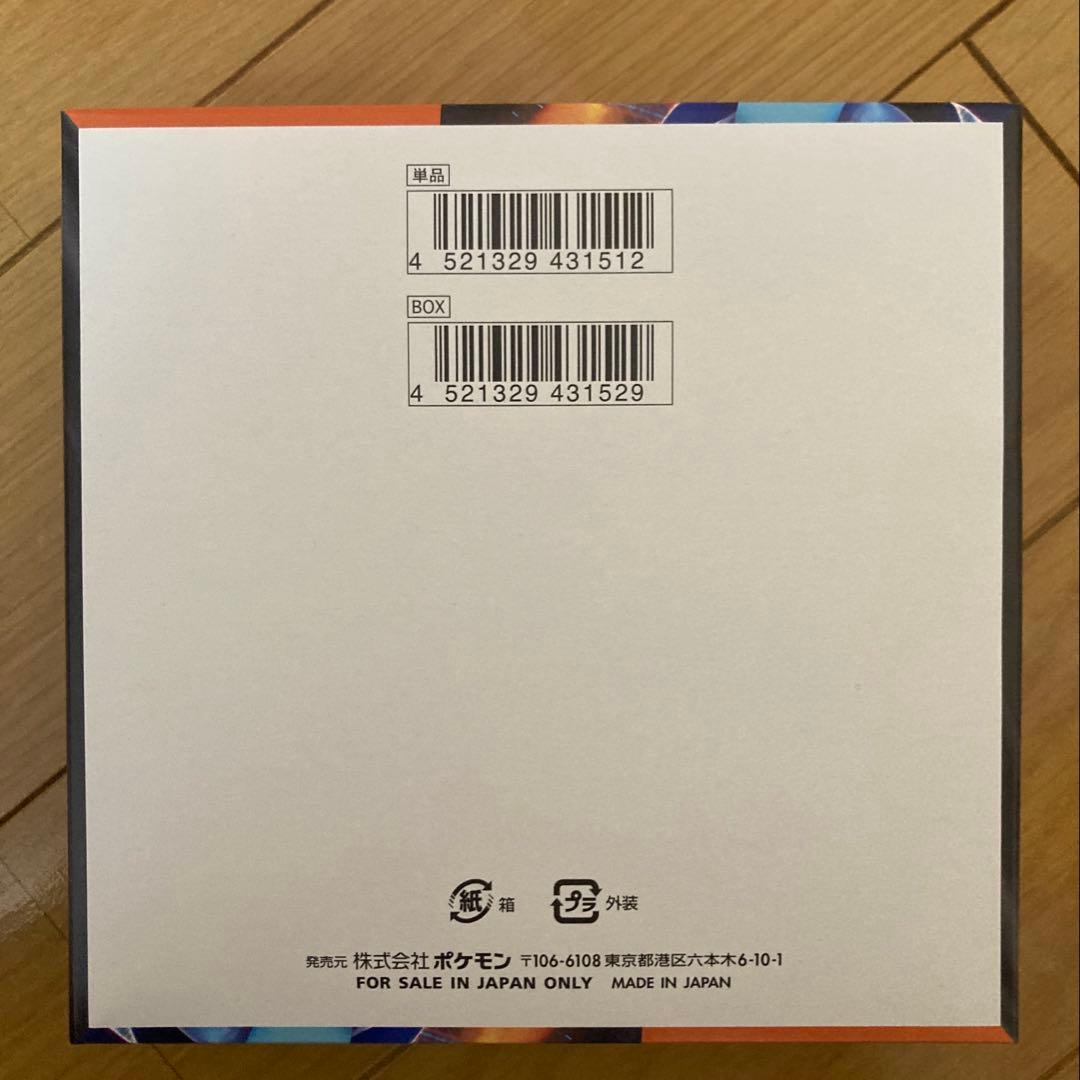 単品
4 521329 431512
BOX
4 521329 431529
紙 箱 プラ 外装
発売元 株式会社ポケモン 〒106-6108 東京都港区六本木6-10-1
FOR SALE IN JAPAN ONLY MADE IN JAPAN